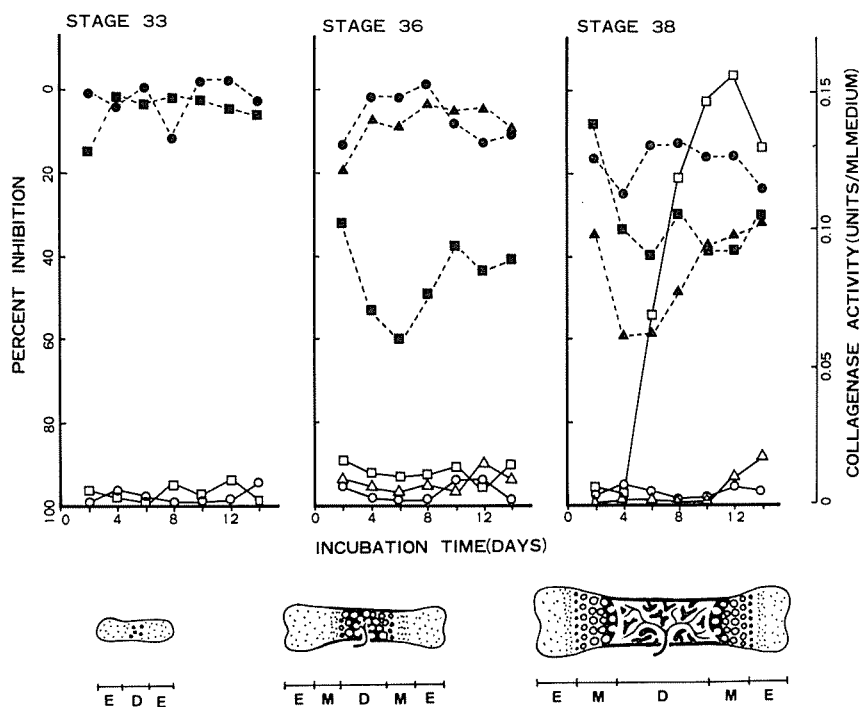 STAGE 33
STAGE 36
STAGE 38
PERCENT INHIBITION
0
20
40
60
80
100
COLLAGENASE ACTIVITY(UNITS/MLMEDIUM)
0.15
0.10
0.05
0
0 4 8 12
0 4 8 12
0 4 8 12
INCUBATION TIME(DAYS)
E D E
E M D M E
E M D M E